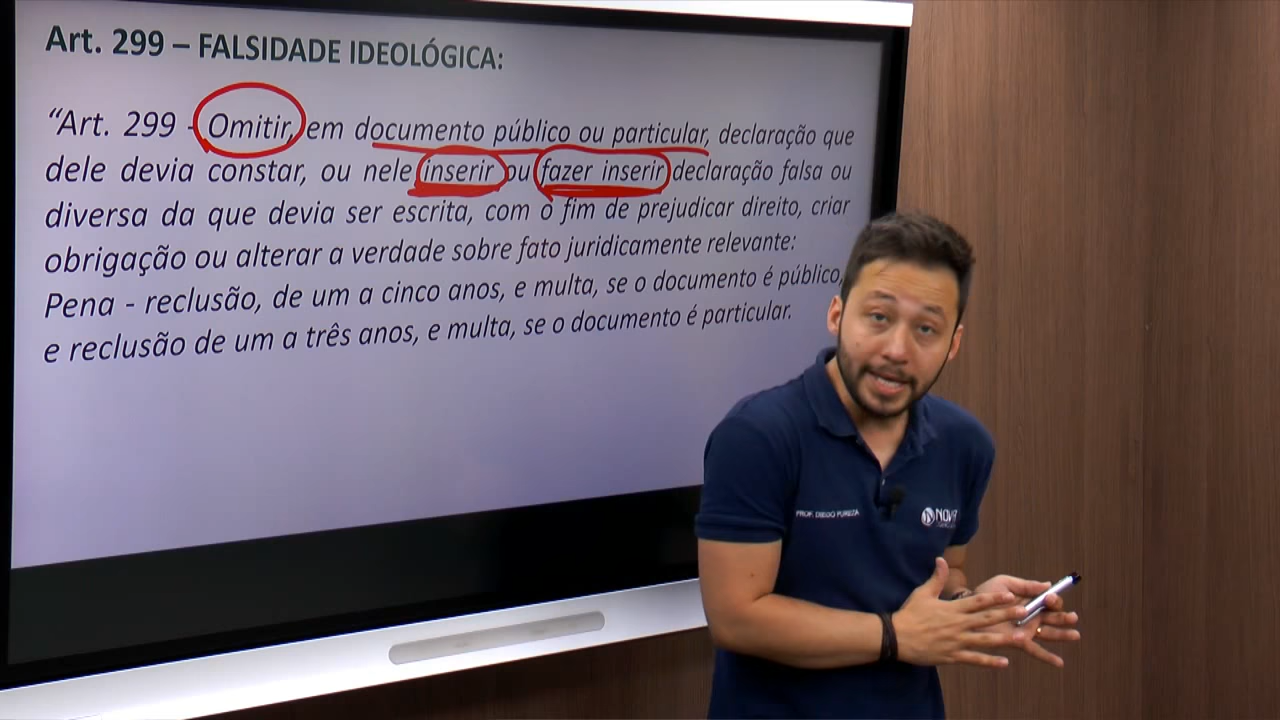 Art. 299 – FALSIDADE IDEOLÓGICA:
“Art. 299 - Omitir, em documento público ou particular, declaração que
dele devia constar, ou nele inserir ou fazer inserir declaração falsa ou
diversa da que devia ser escrita, com o fim de prejudicar direito, criar
obrigação ou alterar a verdade sobre fato juridicamente relevante:
Pena - reclusão, de um a cinco anos, e multa, se o documento é público,
e reclusão de um a três anos, e multa, se o documento é particular.
PROF. DIEGO PUREZA